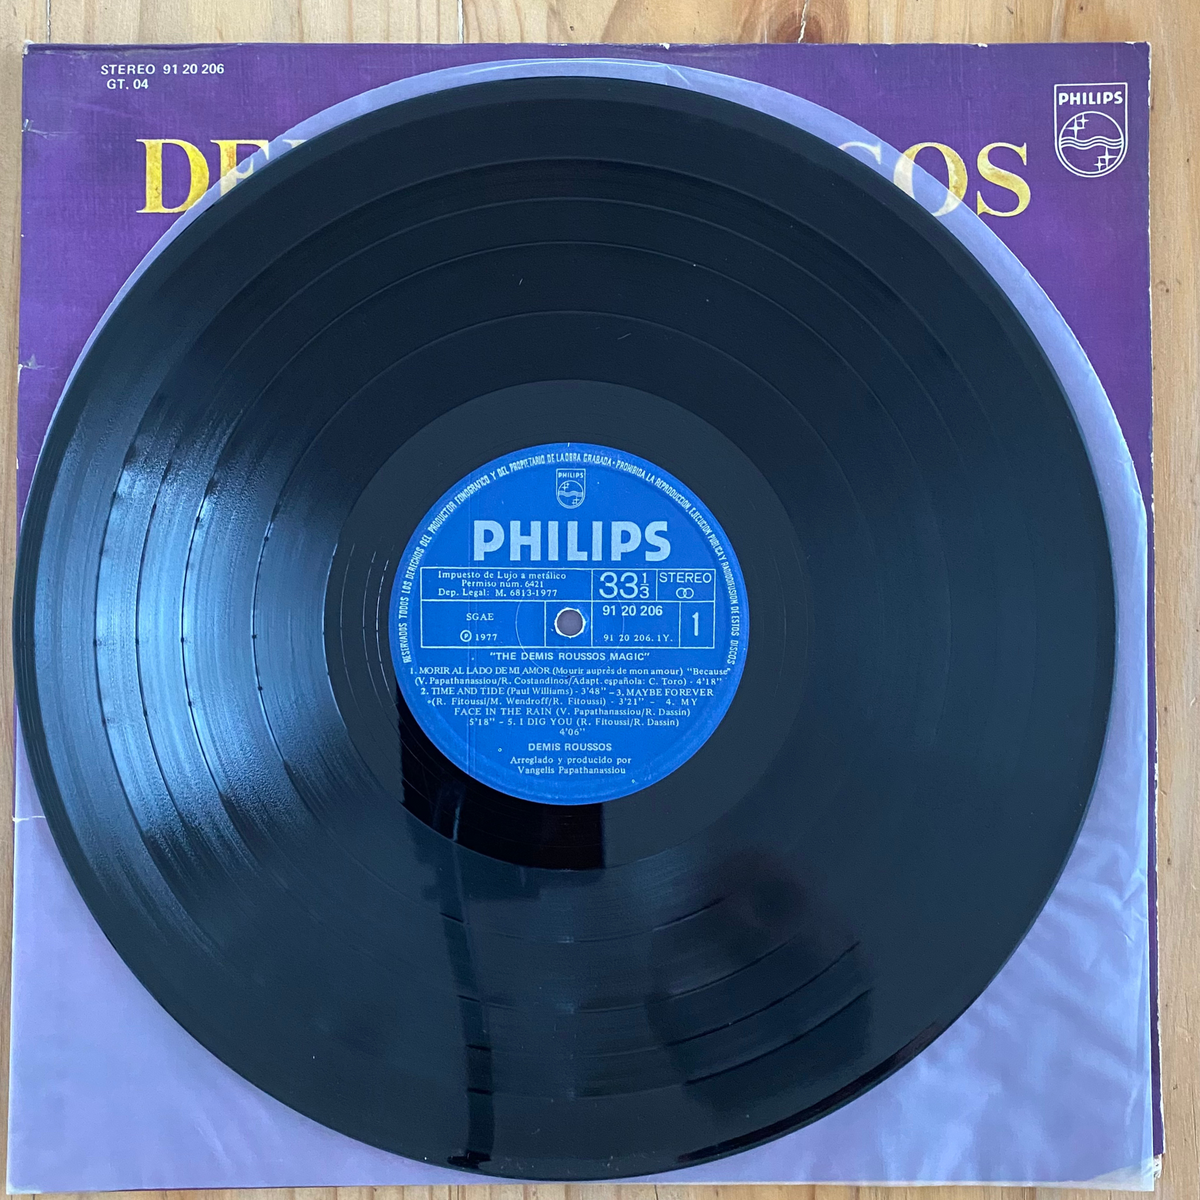 STEREO 91 20 206
GT. 04
PHILIPS
DE OS
RESERVADOS TODOS LOS DERECHOS DEL PRODUCTOR FONOGRAFICO Y DEL PROPIETARIO DE LA OBRA GRABADA · PROHIBIDA LA REPRODUCCION, EJECUCION PUBLICA Y RADIODIFUSION DE ESTOS DISCOS
PHILIPS
PHILIPS
Impuesto de Lujo a metálico
Permiso núm. 6421
Dep. Legal: M. 6813-1977
33 1/3
STEREO
SGAE
℗ 1977
91 20 206
91 20 206. 1Y.
1
"THE DEMIS ROUSSOS MAGIC"
1. MORIR AL LADO DE MI AMOR (Mourir auprès de mon amour) "Because"
(V. Papathanassiou/R. Costandinos/Adapt. española: C. Toro) - 4'18"
2. TIME AND TIDE (Paul Williams) - 3'48" – 3. MAYBE FOREVER
(R. Fitoussi/M. Wendroff/R. Fitoussi) - 3'21" – 4. MY
FACE IN THE RAIN (V. Papathanassiou/R. Dassin)
5'18" – 5. I DIG YOU (R. Fitoussi/R. Dassin)
4'06"
DEMIS ROUSSOS
Arreglado y producido por
Vangelis Papathanassiou